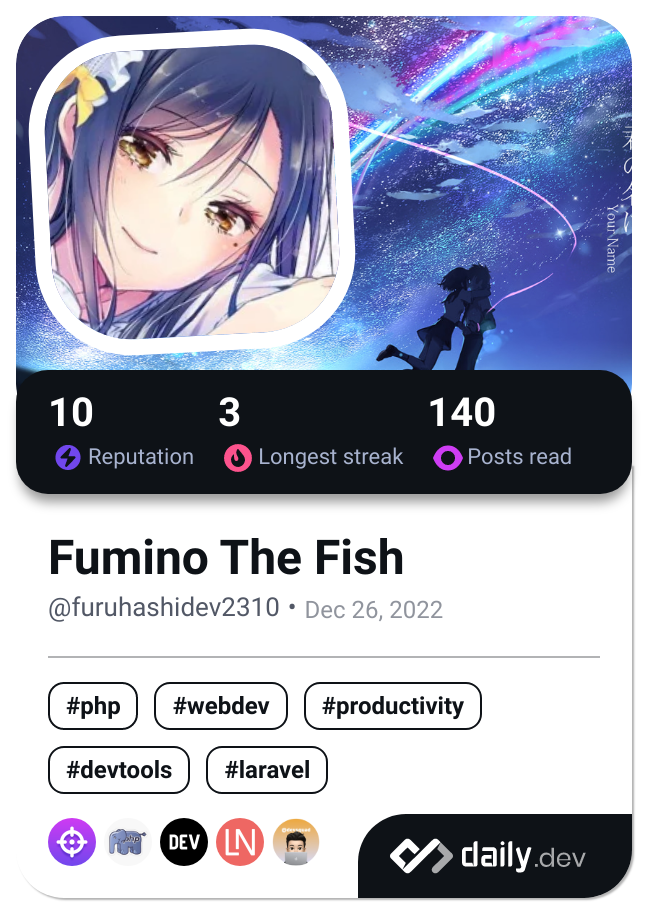 Your Name
10
3
140
Reputation
Longest streak
Posts read
Fumino The Fish
@furuhashidev2310 • Dec 26, 2022
#php
#webdev
#productivity
#devtools
#laravel
php
DEV
LN
daily.dev